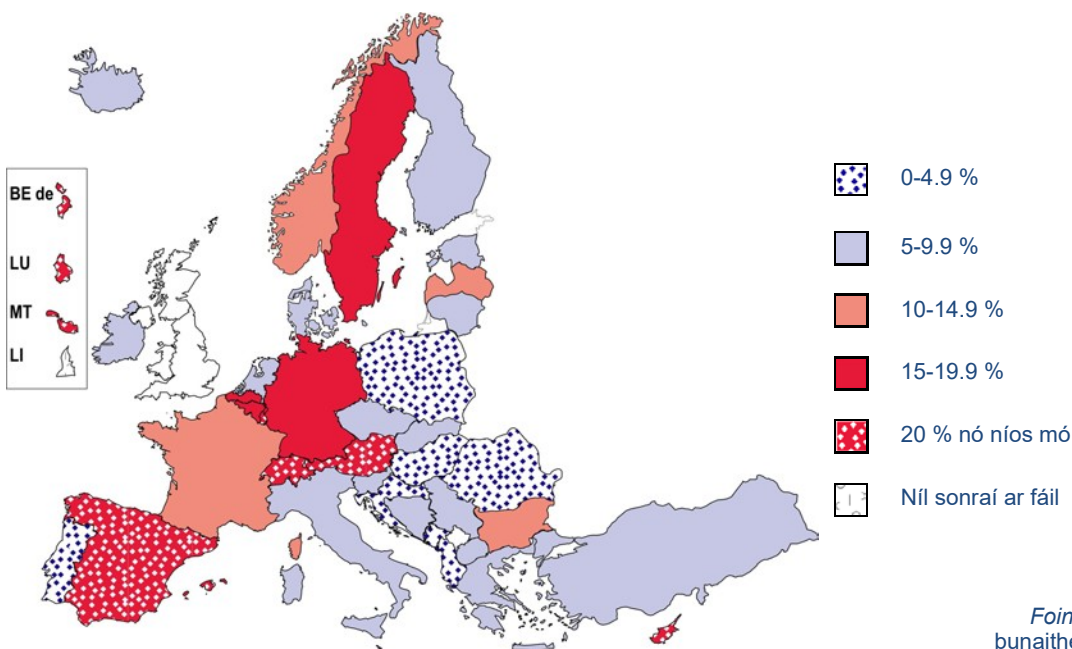 BE de
LU
MT
LI
0-4.9 %
5-9.9 %
10-14.9 %
15-19.9 %
20 % nó níos mó
Níl sonraí ar fáil